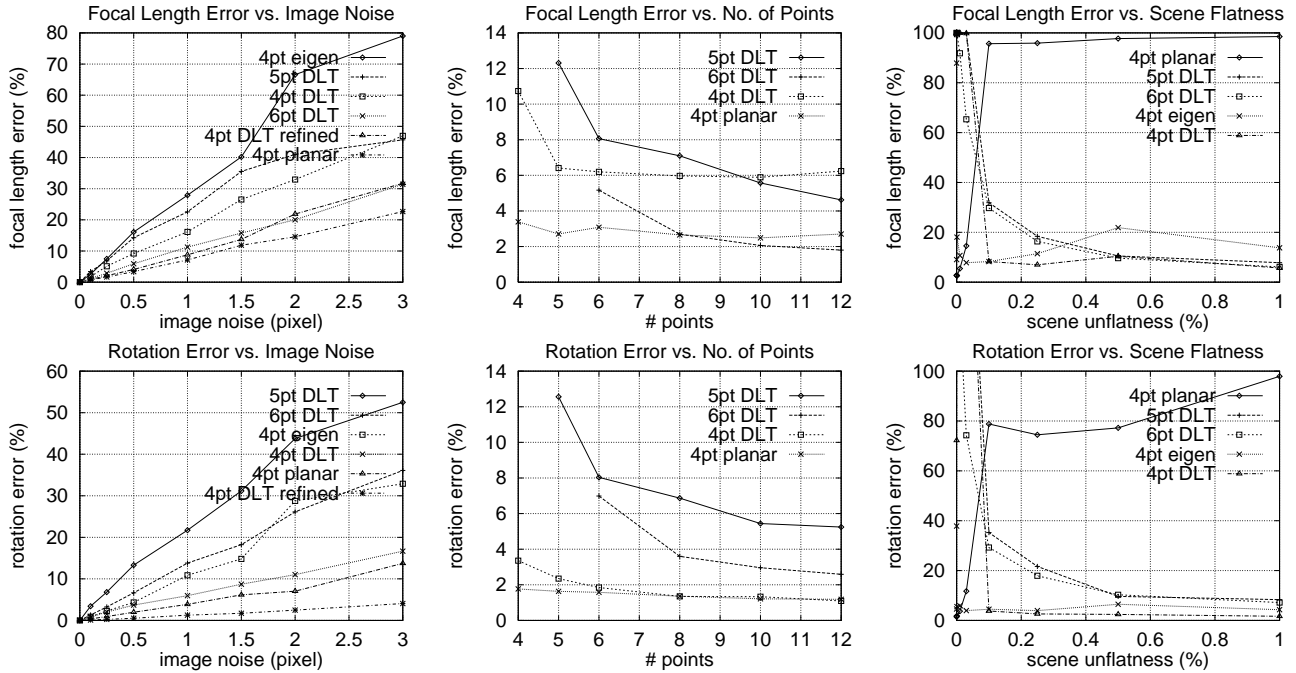 Focal Length Error vs. Image Noise
focal length error (%)
80
70
60
50
40
30
20
10
0
4pt eigen
5pt DLT
4pt DLT
6pt DLT
4pt DLT refined
4pt planar
0 0.5 1 1.5 2 2.5 3
image noise (pixel)
Focal Length Error vs. No. of Points
focal length error (%)
14
12
10
8
6
4
2
0
5pt DLT
6pt DLT
4pt DLT
4pt planar
4 5 6 7 8 9 10 11 12
# points
Focal Length Error vs. Scene Flatness
focal length error (%)
100
80
60
40
20
0
4pt planar
5pt DLT
6pt DLT
4pt eigen
4pt DLT
0 0.2 0.4 0.6 0.8 1
scene unflatness (%)
Rotation Error vs. Image Noise
rotation error (%)
60
50
40
30
20
10
0
5pt DLT
6pt DLT
4pt eigen
4pt DLT
4pt planar
4pt DLT refined
0 0.5 1 1.5 2 2.5 3
image noise (pixel)
Rotation Error vs. No. of Points
rotation error (%)
14
12
10
8
6
4
2
0
5pt DLT
6pt DLT
4pt DLT
4pt planar
4 5 6 7 8 9 10 11 12
# points
Rotation Error vs. Scene Flatness
rotation error (%)
100
80
60
40
20
0
4pt planar
5pt DLT
6pt DLT
4pt eigen
4pt DLT
0 0.2 0.4 0.6 0.8 1
scene unflatness (%)